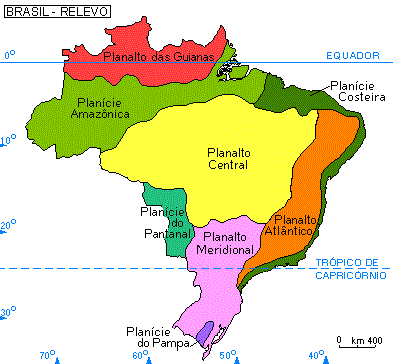 BRASIL - RELEVO
Planalto das Guianas
0°
EQUADOR
Planície
Costeira
Planície
Amazônica
10°
Planalto
Central
Planície
do
Pantanal
Planalto
Atlântico
20°
Planalto
Meridional
TRÓPICO DE
CAPRICÓRNIO
30°
Planície
do Pampa
0 km 400
70° 60° 50° 40°